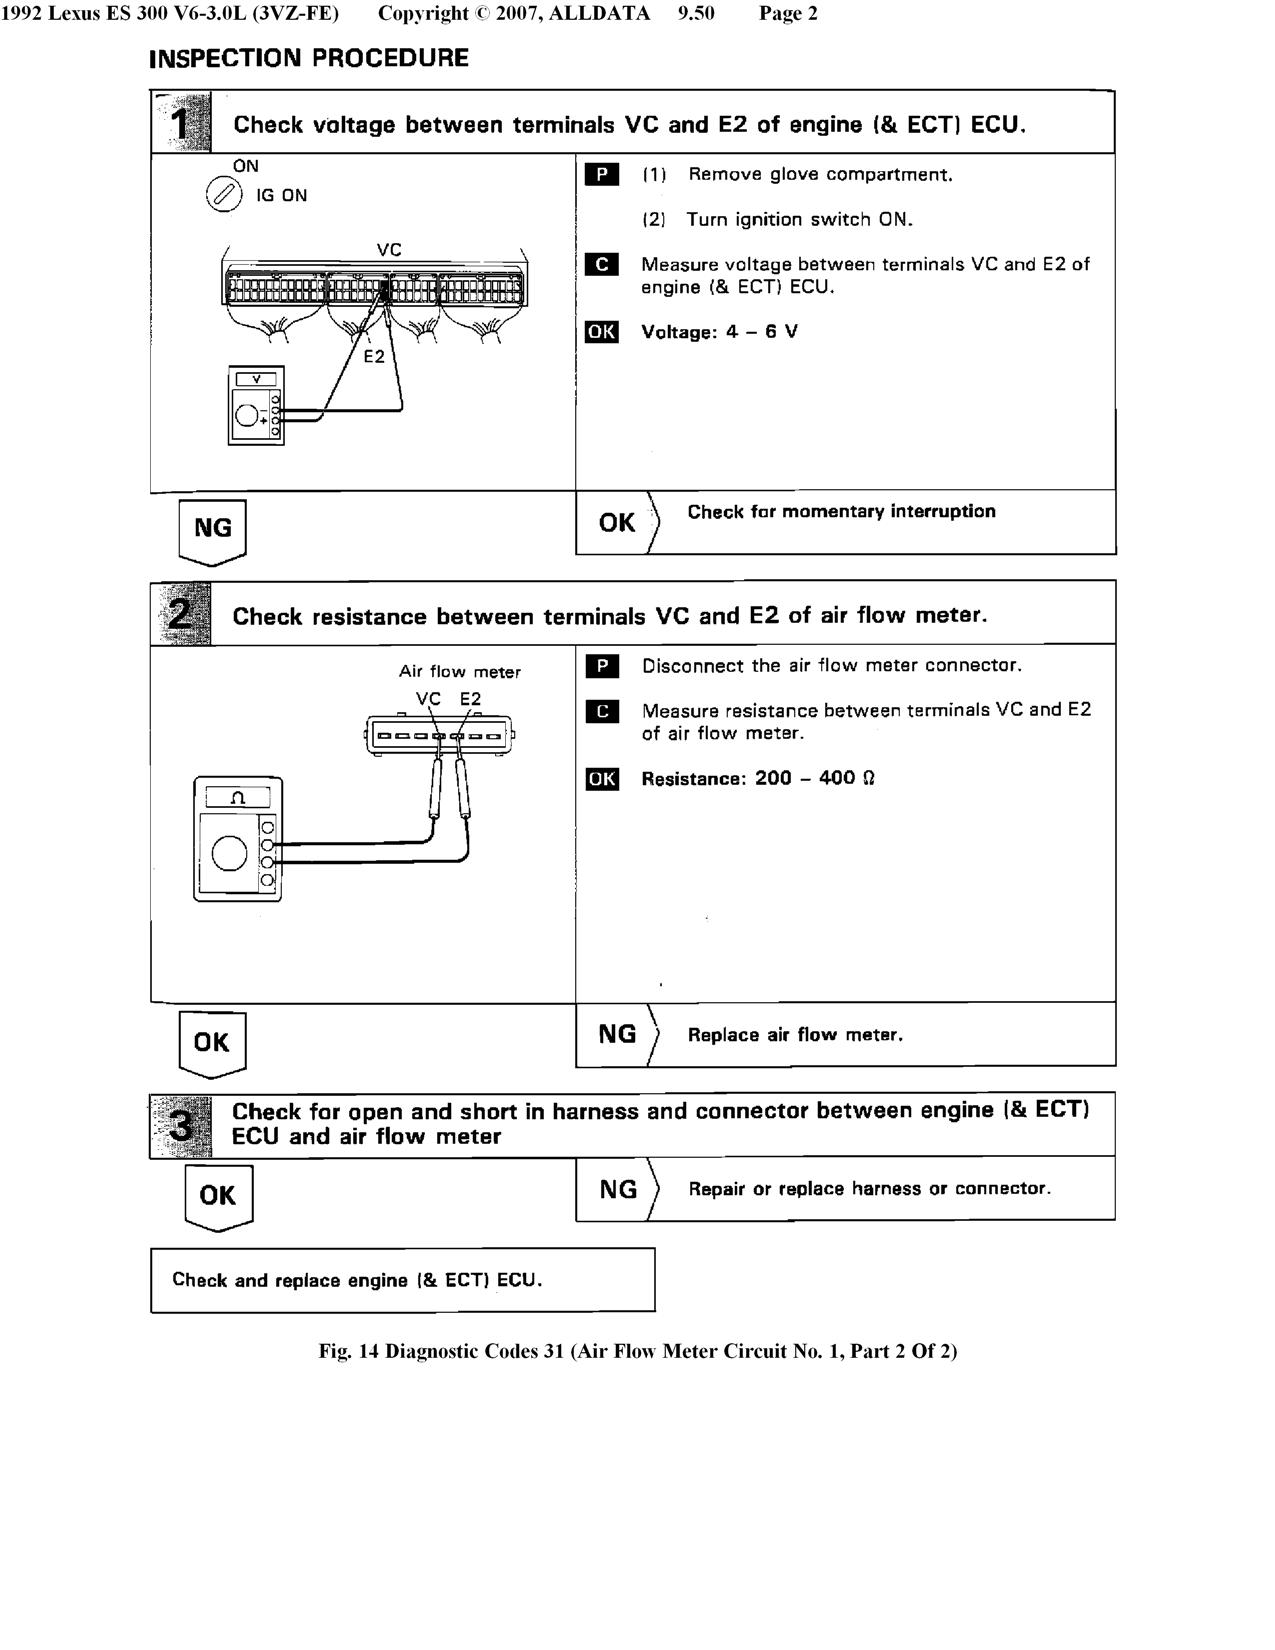 1992 Lexus ES 300 V6-3.0L (3VZ-FE) Copyright © 2007, ALLDATA 9.50 Page 2
INSPECTION PROCEDURE
1 Check voltage between terminals VC and E2 of engine (& ECT) ECU.
ON
IG ON
VC
E2
V
−
+
P (1) Remove glove compartment.
(2) Turn ignition switch ON.
C Measure voltage between terminals VC and E2 of
engine (& ECT) ECU.
OK Voltage: 4 – 6 V
NG
OK Check for momentary interruption
2 Check resistance between terminals VC and E2 of air flow meter.
Air flow meter
VC E2
Ω
P Disconnect the air flow meter connector.
C Measure resistance between terminals VC and E2
of air flow meter.
OK Resistance: 200 – 400 Ω
OK
NG Replace air flow meter.
3 Check for open and short in harness and connector between engine (& ECT)
ECU and air flow meter
OK
NG Repair or replace harness or connector.
Check and replace engine (& ECT) ECU.
Fig. 14 Diagnostic Codes 31 (Air Flow Meter Circuit No. 1, Part 2 Of 2)